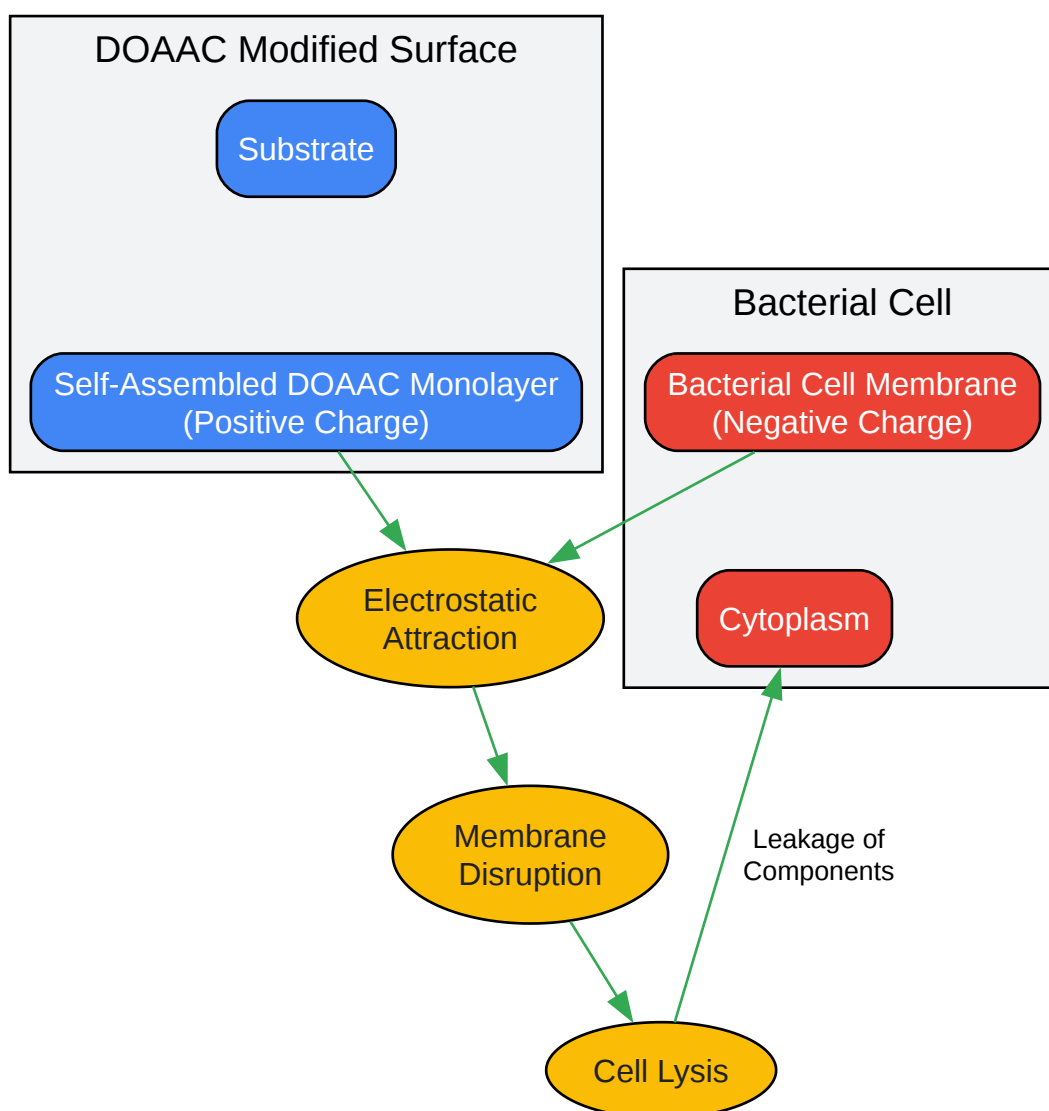 DOAAC Modified Surface
Substrate
Self-Assembled DOAAC Monolayer
(Positive Charge)
Bacterial Cell
Bacterial Cell Membrane
(Negative Charge)
Cytoplasm
Electrostatic
Attraction
Membrane
Disruption
Leakage of
Components
Cell Lysis